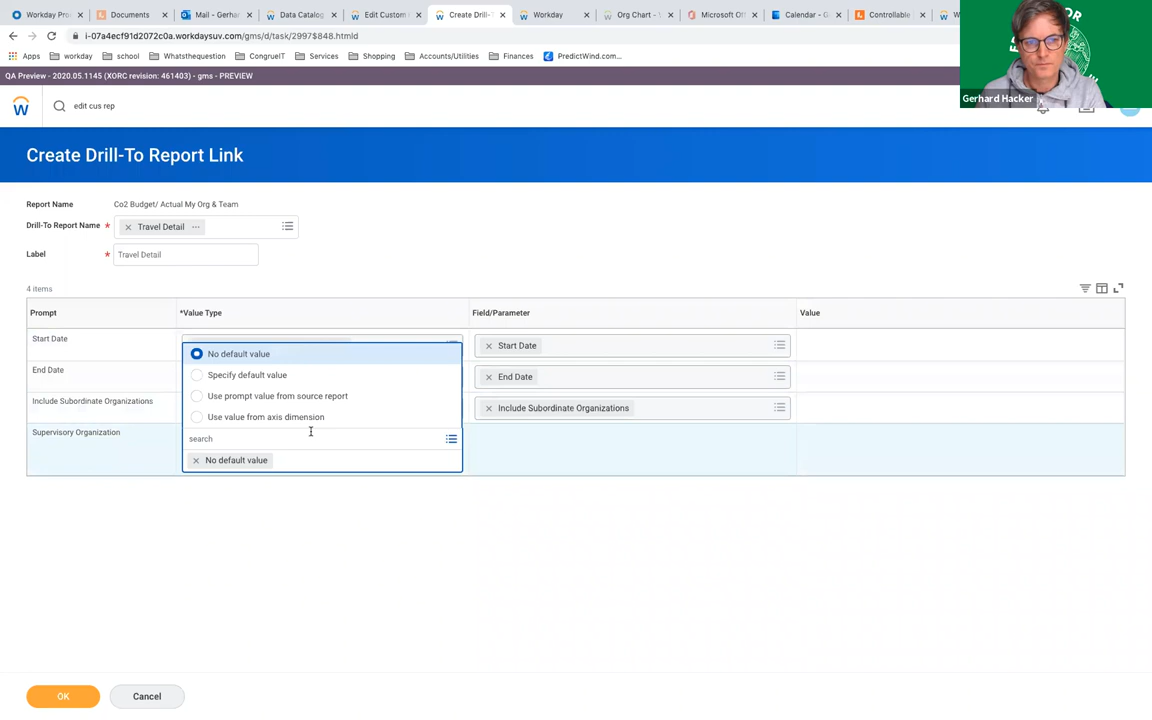 Workday Pro
Documents
Mail – Gerha
Data Catalog
Edit Custom
Create Drill-
Workday
Org Chart -
Microsoft Of
Calendar – G
Controllable
W
i-07a4ecf91d2072c0a.workdaysuv.com/gms/d/task/2997$848.htmld
Apps workday school Whatsthequestion CongrueIT Services Shopping Accounts/Utilities Finances PredictWind.com...
QA Preview - 2020.05.1145 (XORC revision: 461403) - gms - PREVIEW
Gerhard Hacker
edit cus rep
Create Drill-To Report Link
Report Name Co2 Budget/ Actual My Org & Team
Drill-To Report Name * × Travel Detail ...
Label * Travel Detail
4 items
Prompt *Value Type Field/Parameter Value
Start Date × Start Date
No default value
End Date × End Date
Specify default value
Use prompt value from source report
Include Subordinate Organizations × Include Subordinate Organizations
Use value from axis dimension
Supervisory Organization
search
× No default value
OK Cancel